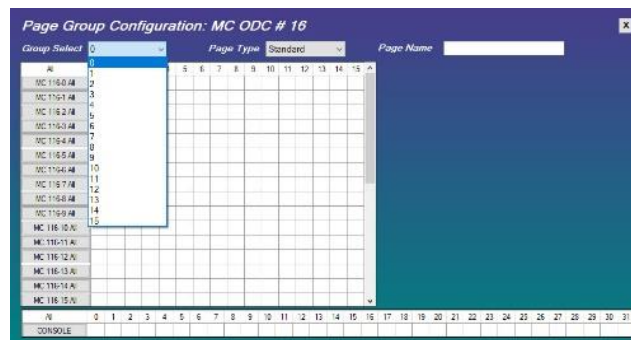 Page Group Configuration: MC ODC # 16
x
Group Select 0 Page Type Standard Page Name
All 5 6 7 8 9 10 11 12 13 14 15
0
1
2
3
4
5
6
7
8
9
10
11
12
13
14
15
MC 116-0 All
MC 116-1 All
MC 116-2 All
MC 116-3 All
MC 116-4 All
MC 116-5 All
MC 116-6 All
MC 116-7 All
MC 116-8 All
MC 116-9 All
MC 116-10 All
MC 116-11 All
MC 116-12 All
MC 116-13 All
MC 116-14 All
MC 116-15 All
All 0 1 2 3 4 5 6 7 8 9 10 11 12 13 14 15 16 17 18 19 20 21 22 23 24 25 26 27 28 29 30 31
CONSOLE